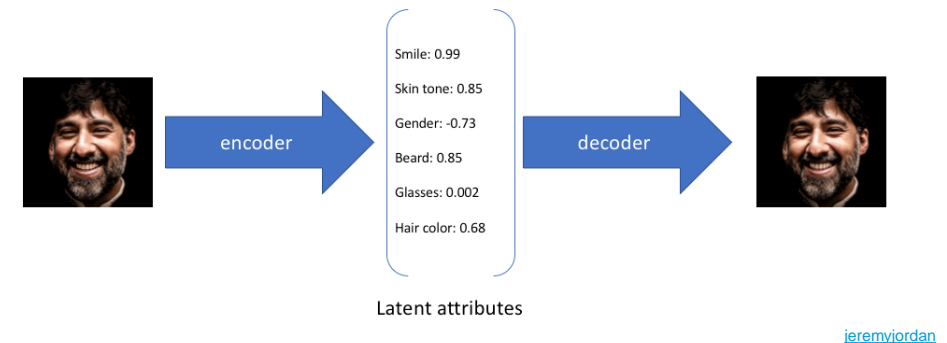 encoder
Smile: 0.99
Skin tone: 0.85
Gender: -0.73
Beard: 0.85
Glasses: 0.002
Hair color: 0.68
decoder
Latent attributes
jeremyjordan